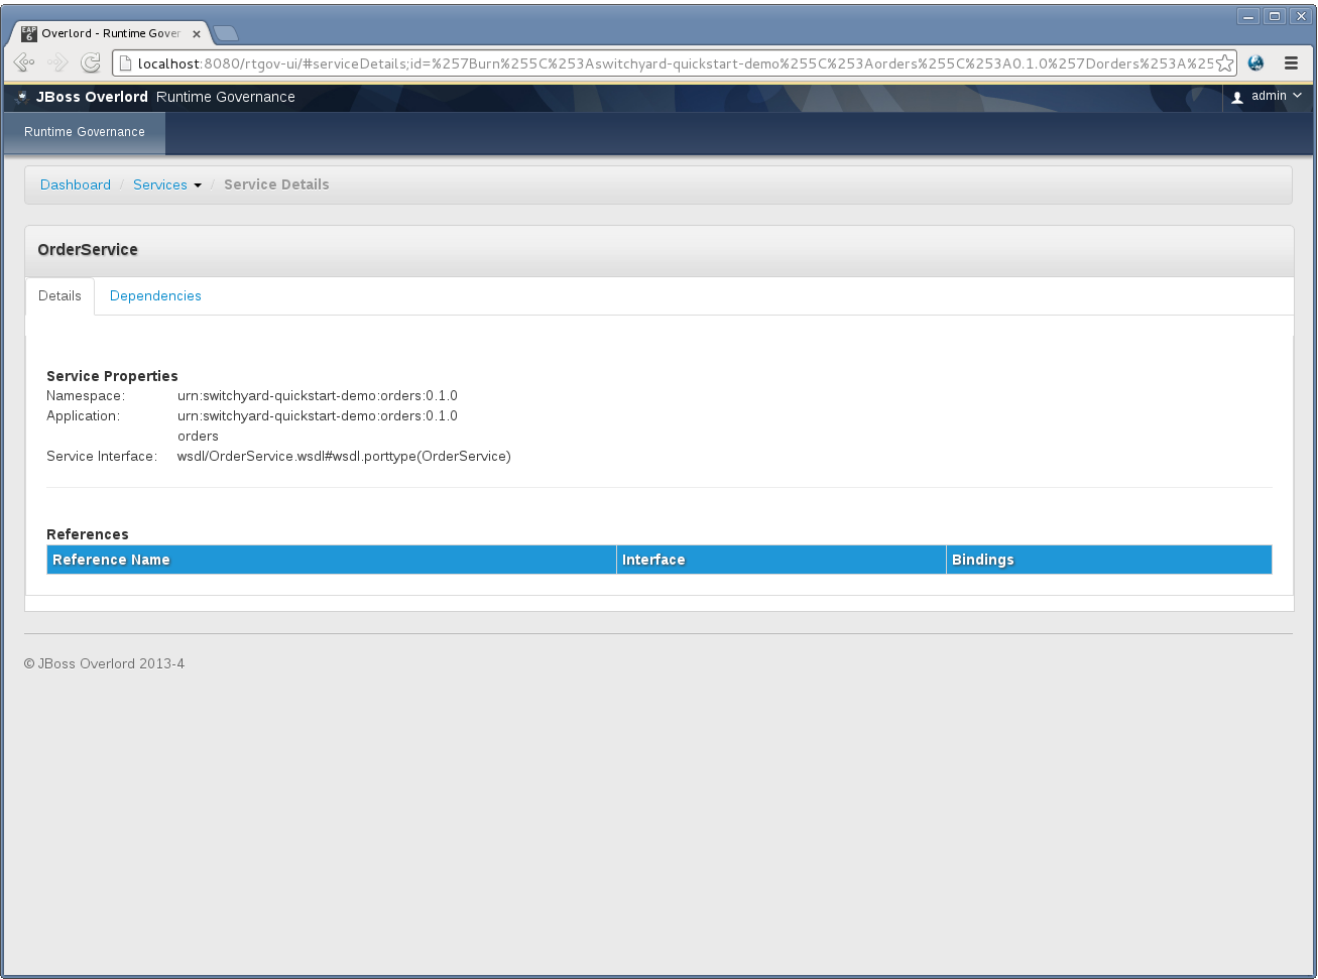 EAP 6 Overlord - Runtime Gover x
localhost:8080/rtgov-ui/#serviceDetails;id=%257Burn%255C%253Aswitchyard-quickstart-demo%255C%253Aorders%255C%253A0.1.0%257Dorders%253A%25
JBoss Overlord Runtime Governance admin
Runtime Governance
Dashboard / Services / Service Details
OrderService
Details Dependencies
Service Properties
Namespace: urn:switchyard-quickstart-demo:orders:0.1.0
Application: urn:switchyard-quickstart-demo:orders:0.1.0
orders
Service Interface: wsdl/OrderService.wsdl#wsdl.porttype(OrderService)
References
Reference Name Interface Bindings
© JBoss Overlord 2013-4